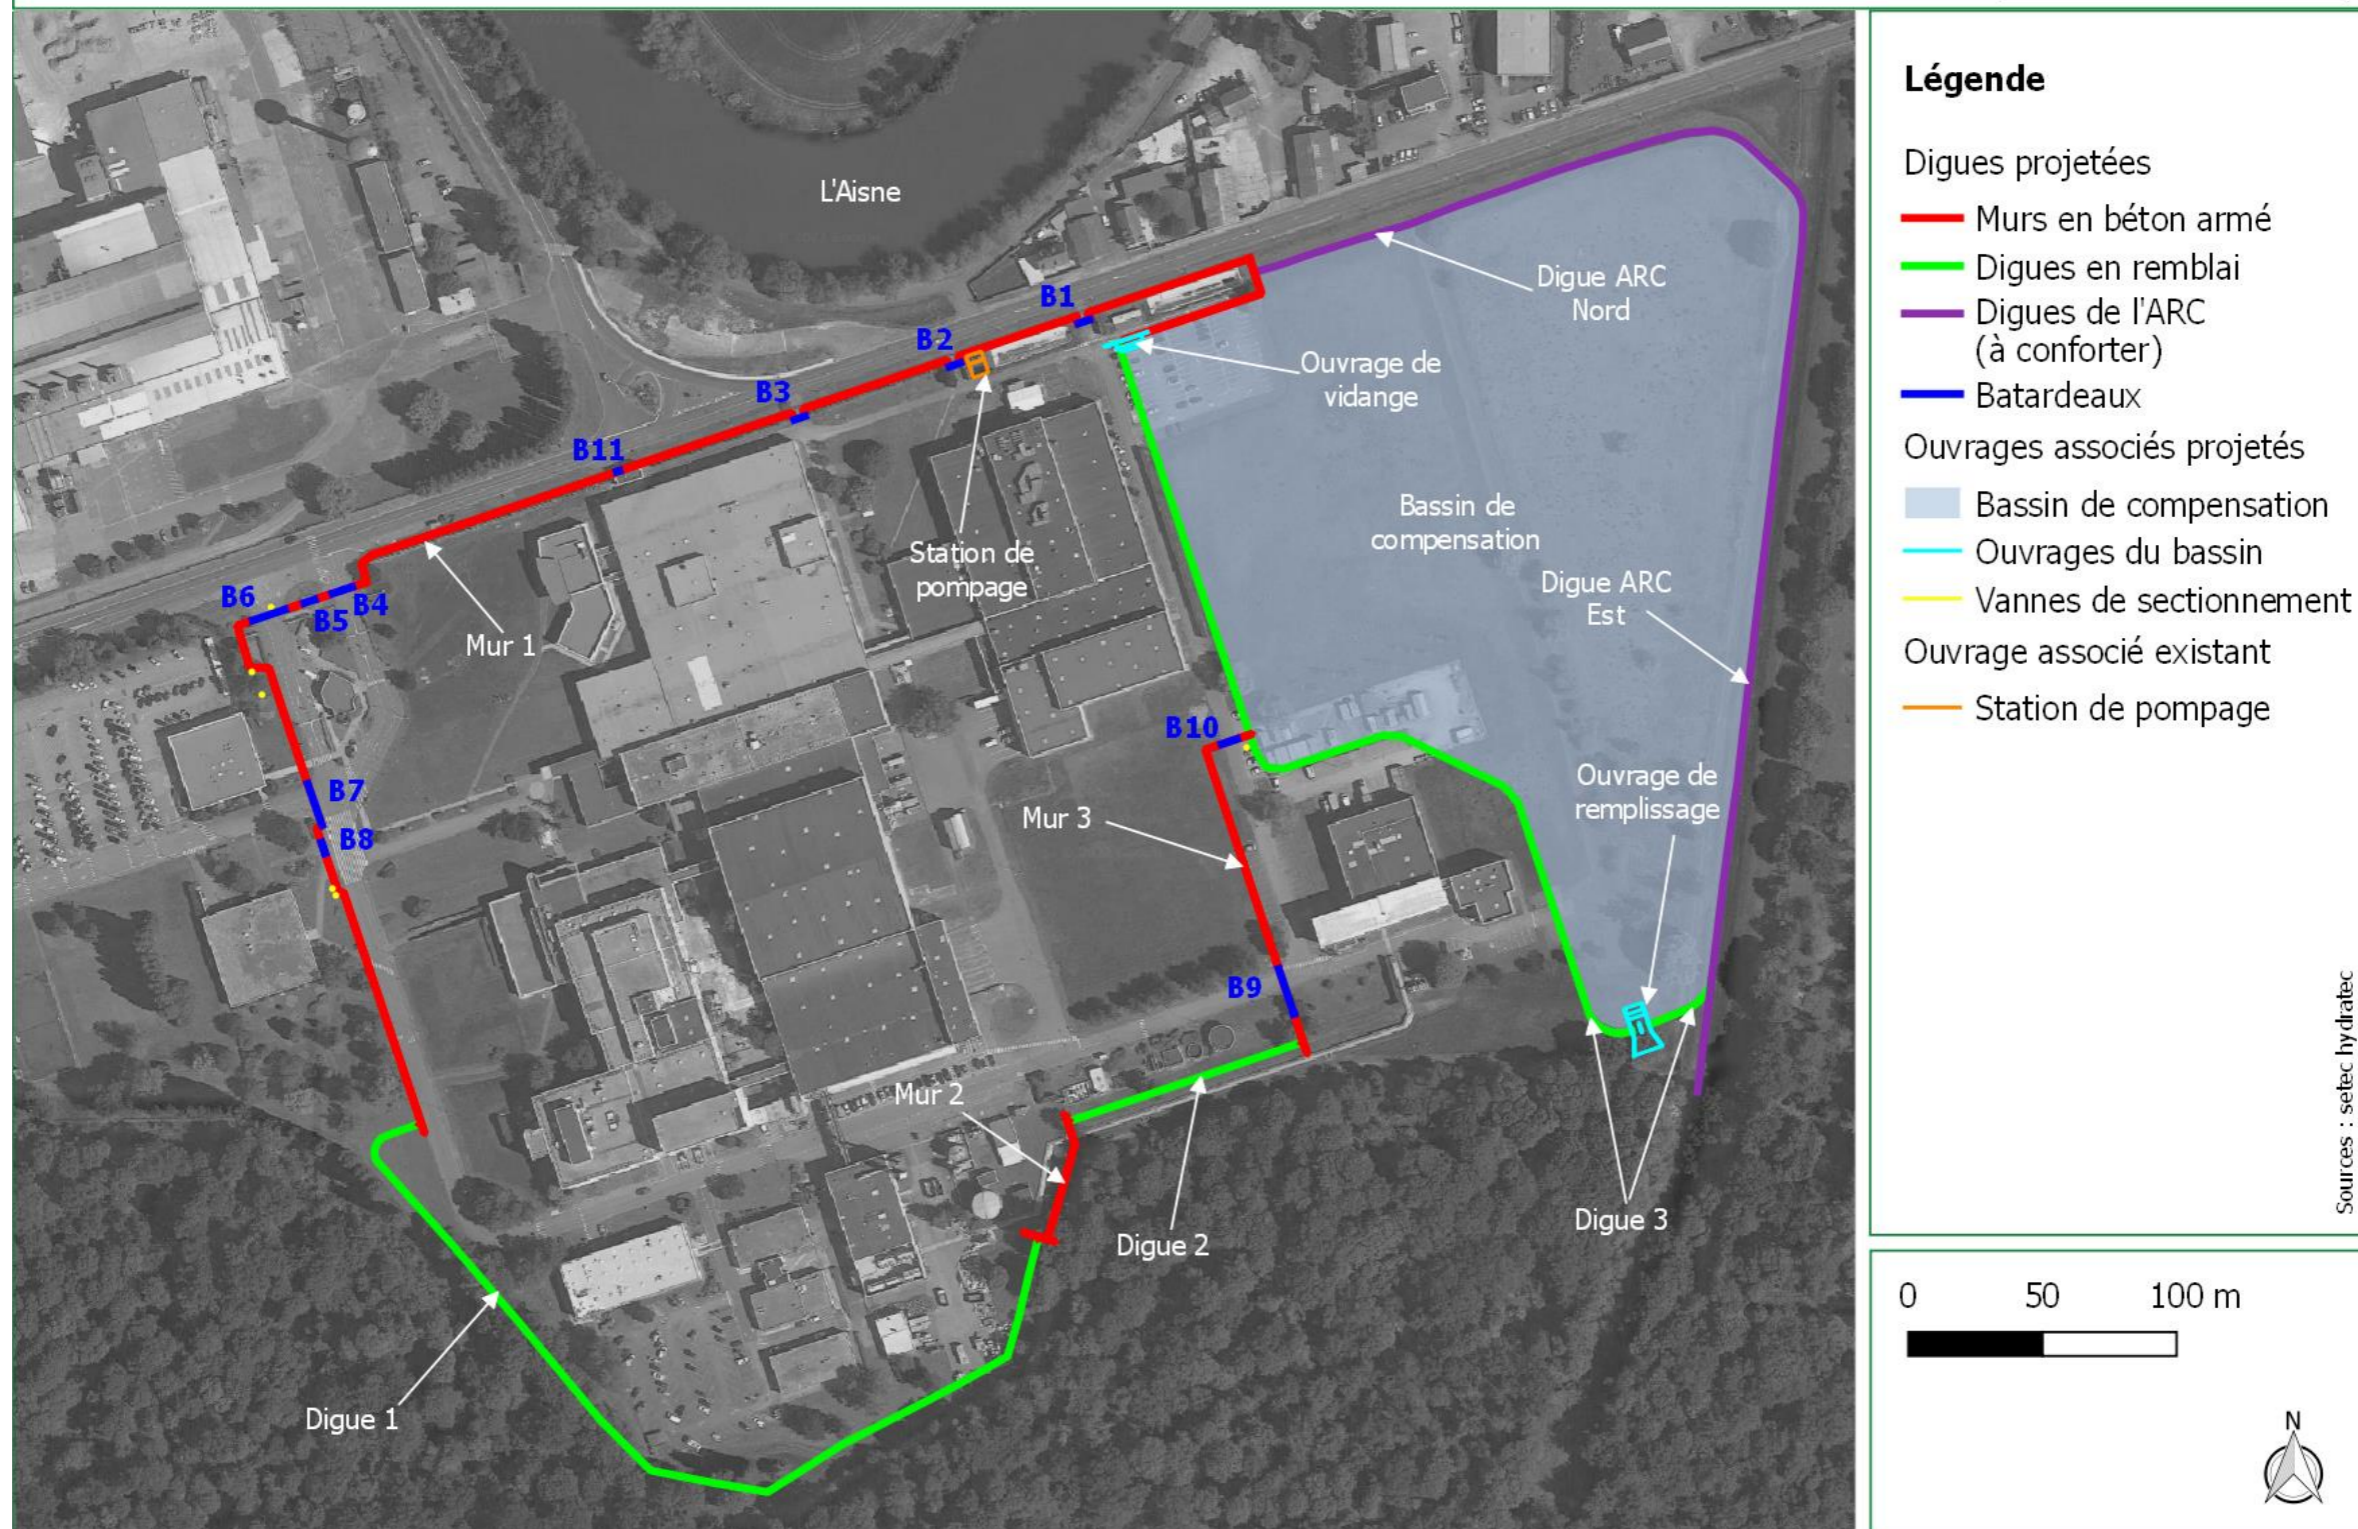 L'Aisne
B1
Digue ARC
Nord
B2
Ouvrage de
vidange
B3
B11
Bassin de
compensation
Station de
pompage
Digue ARC
Est
B6
B5
B4
Mur 1
B10
B7
Ouvrage de
remplissage
Mur 3
B8
B9
Mur 2
Digue 3
Digue 2
Digue 1
Légende
Digues projetées
Murs en béton armé
Digues en remblai
Digues de l'ARC
(à conforter)
Batardeaux
Ouvrages associés projetés
Bassin de compensation
Ouvrages du bassin
Vannes de sectionnement
Ouvrage associé existant
Station de pompage
Sources : setec hydratec
0 50 100 m
N